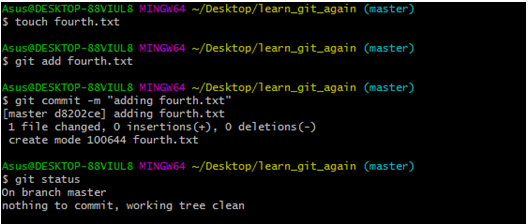 Asus@DESKTOP-88VIUL8 MINGW64 ~/Desktop/learn_git_again (master)
$ touch fourth.txt
Asus@DESKTOP-88VIUL8 MINGW64 ~/Desktop/learn_git_again (master)
$ git add fourth.txt
Asus@DESKTOP-88VIUL8 MINGW64 ~/Desktop/learn_git_again (master)
$ git commit -m "adding fourth.txt"
[master d8202ce] adding fourth.txt
1 file changed, 0 insertions(+), 0 deletions(-)
create mode 100644 fourth.txt
Asus@DESKTOP-88VIUL8 MINGW64 ~/Desktop/learn_git_again (master)
$ git status
On branch master
nothing to commit, working tree clean